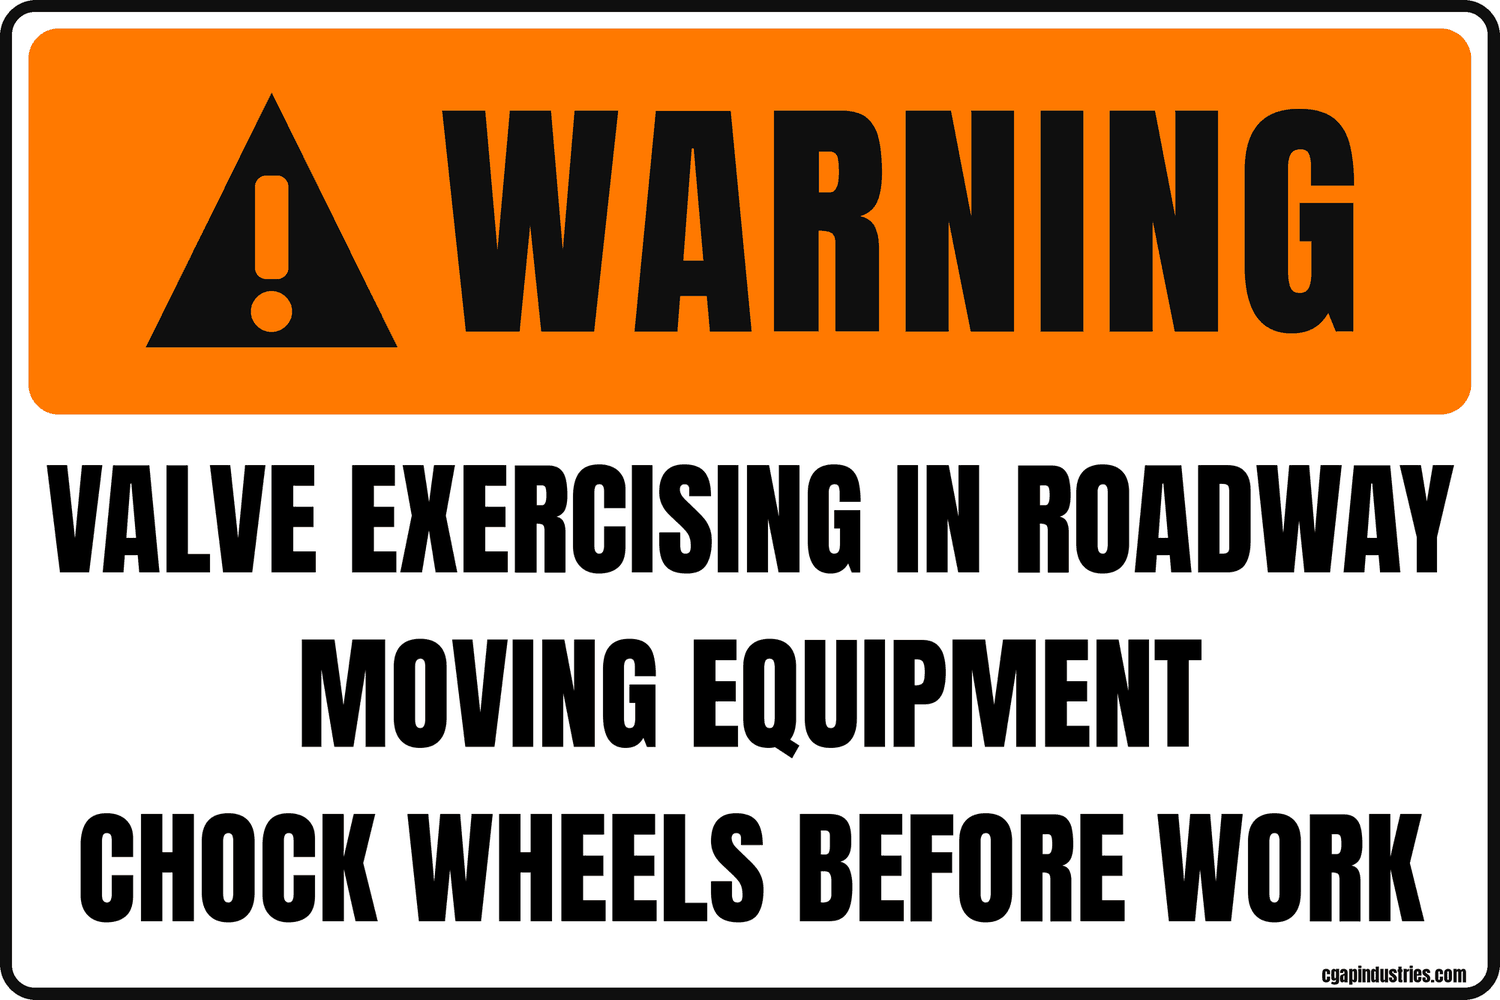 WARNING
VALVE EXERCISING IN ROADWAY
MOVING EQUIPMENT
CHOCK WHEELS BEFORE WORK
cgapindustries.com